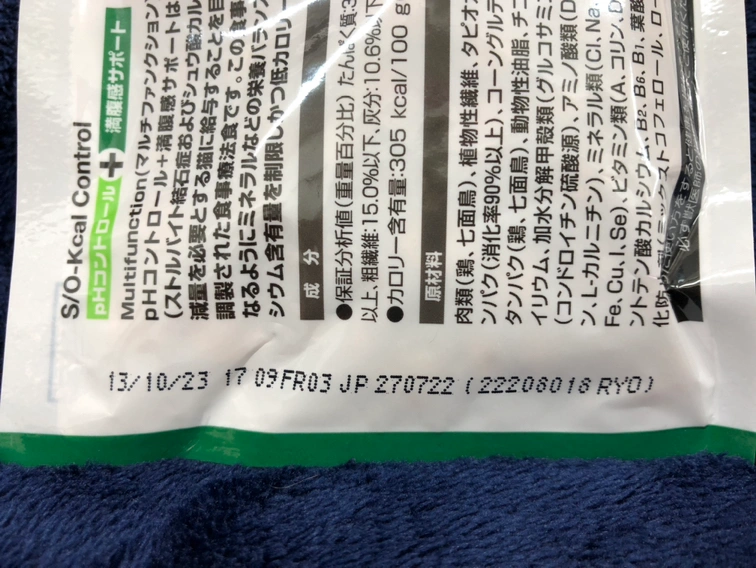 S/O-Kcal Control
pHコントロール + 満腹感サポート
Multifunction(マルチファンクション
pHコントロール+満腹感サポートは
(ストルバイト結石症およびシュウ酸カル
減量を必要とする猫に給与することを目
調製された食事療法食です。この食事
なるようにミネラルなどの栄養バランス
シウム含有量を制限し、かつ低カロリー
成 分
●保証分析値(重量百分比) たんぱく質:3
以上、粗繊維:15.0%以下、灰分:10.6%以下
●カロリー含有量:305 kcal/100 g
原材料
肉類(鶏、七面鳥)、植物性繊維、タピオ
ンパク(消化率90%以上)、コーングルテ
タンパク(鶏、七面鳥)、動物性油脂、チコ
イリウム、加水分解甲殻類(グルコサミ
(コンドロイチン硫酸源)、アミノ酸類(D
ン、L-カルニチン)、ミネラル類(Cl、Na、
Fe、Cu、I、Se)、ビタミン類(A、コリン、D
ントテン酸カルシウム、B2、B6、B1、葉酸
化防 ミックストコフェロール、ロー
13/10/23 17 09FR03 JP 270722 (22208018 RYO)